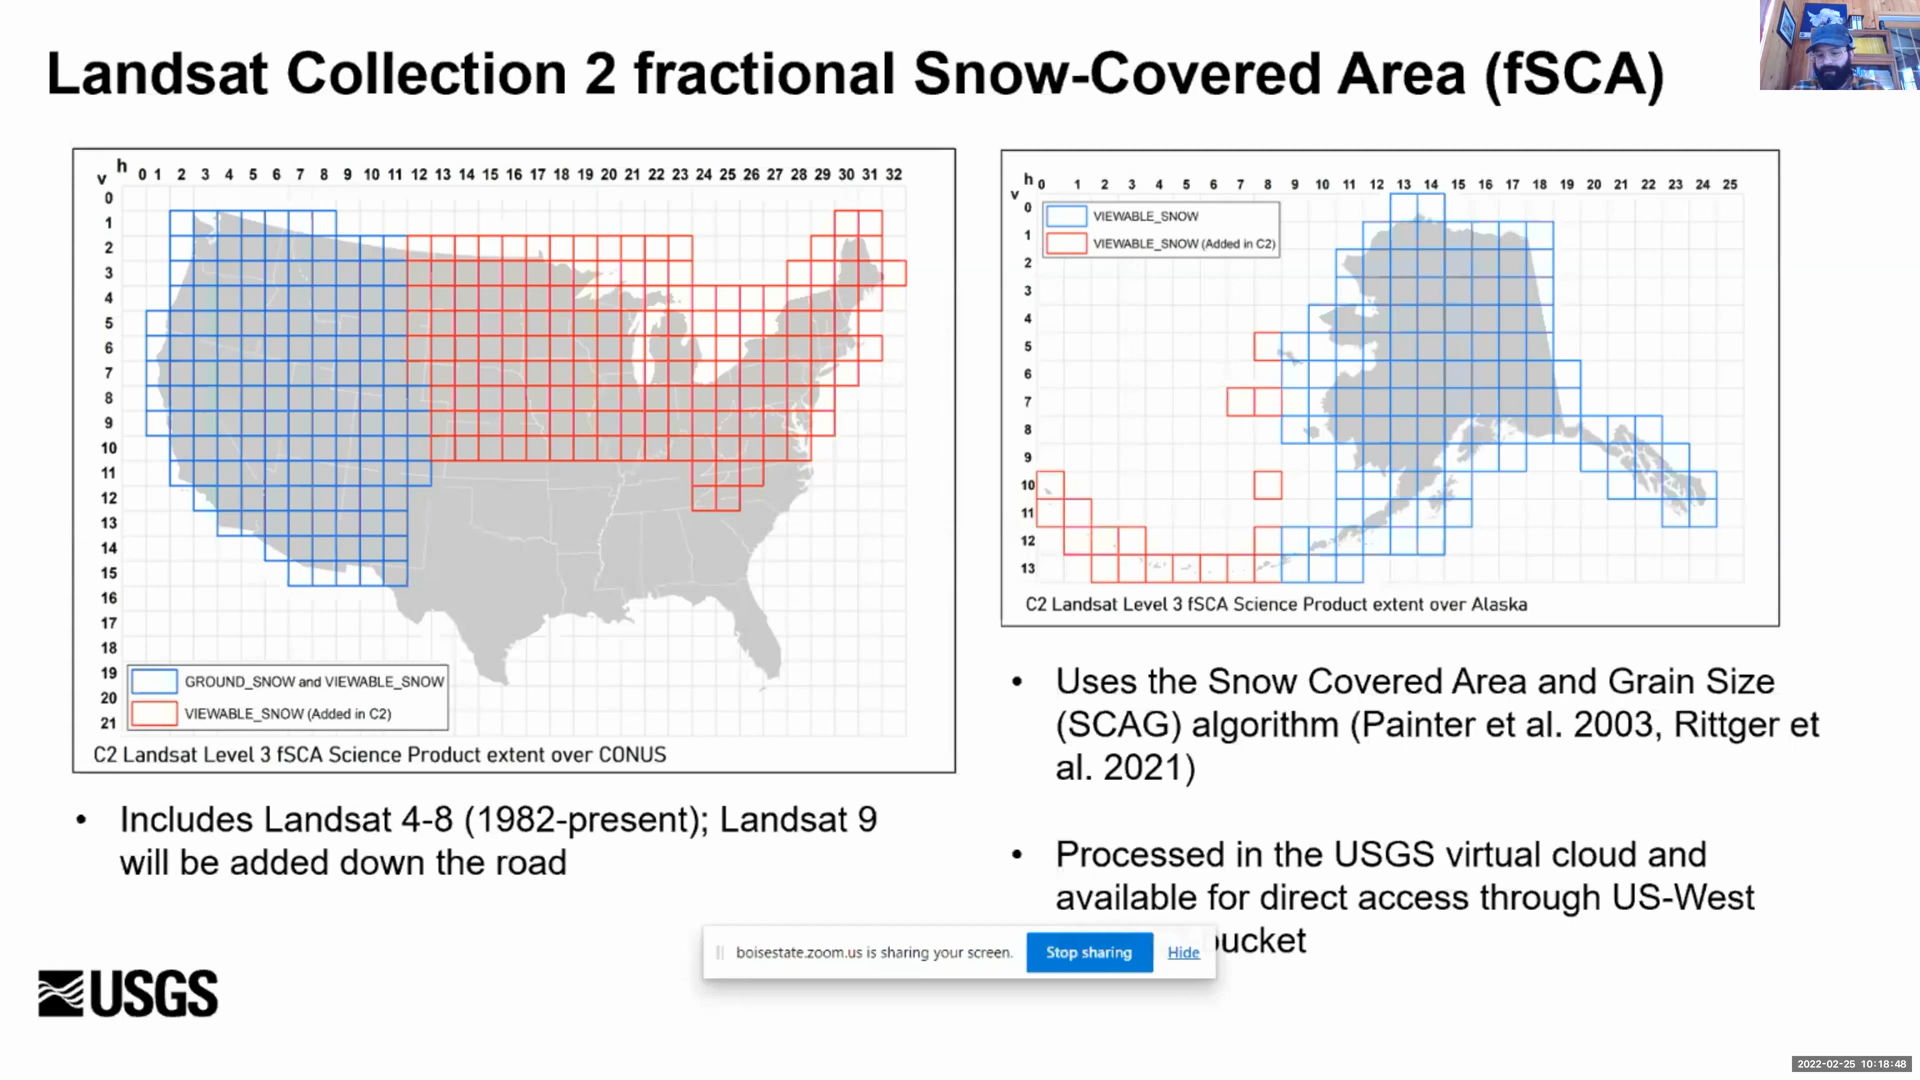 Landsat Collection 2 fractional Snow-Covered Area (fSCA)
h
v
0 1 2 3 4 5 6 7 8 9 10 11 12 13 14 15 16 17 18 19 20 21 22 23 24 25 26 27 28 29 30 31 32
0
1
2
3
4
5
6
7
8
9
10
11
12
13
14
15
16
17
18
19
20
21
GROUND_SNOW and VIEWABLE_SNOW
VIEWABLE_SNOW (Added in C2)
C2 Landsat Level 3 fSCA Science Product extent over CONUS
• Includes Landsat 4-8 (1982-present); Landsat 9
will be added down the road
h
v
0 1 2 3 4 5 6 7 8 9 10 11 12 13 14 15 16 17 18 19 20 21 22 23 24 25
0
1
2
3
4
5
6
7
8
9
10
11
12
13
VIEWABLE_SNOW
VIEWABLE_SNOW (Added in C2)
C2 Landsat Level 3 fSCA Science Product extent over Alaska
• Uses the Snow Covered Area and Grain Size
(SCAG) algorithm (Painter et al. 2003, Rittger et
al. 2021)
• Processed in the USGS virtual cloud and
available for direct access through US-West
bucket
boisestate.zoom.us is sharing your screen.
Stop sharing
Hide
USGS
2022-02-25 10:18:48